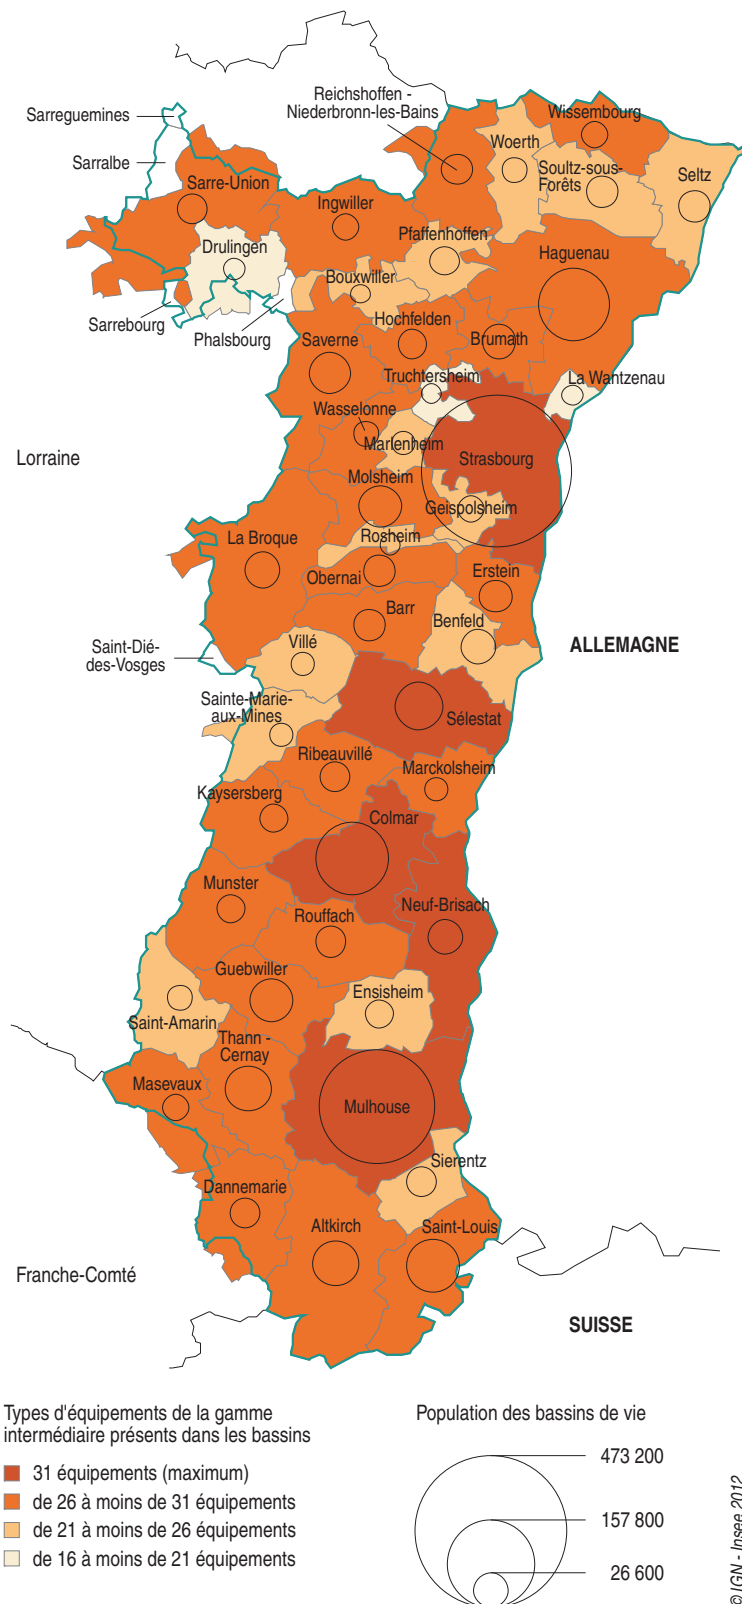 Sarreguemines
Sarralbe
Reichshoffen -
Niederbronn-les-Bains
Wissembourg
Woerth
Soultz-sous-
Forêts
Seltz
Sarre-Union
Ingwiller
Drulingen
Pfaffenhoffen
Haguenau
Bouxwiller
Sarrebourg
Phalsbourg
Hochfelden
Saverne
Brumath
Truchtersheim
La Wantzenau
Wasselonne
Marlenheim
Lorraine
Strasbourg
Molsheim
Geispolsheim
Rosheim
La Broque
Obernai
Erstein
Barr
Benfeld
Villé
ALLEMAGNE
Saint-Dié-
des-Vosges
Sainte-Marie-
aux-Mines
Sélestat
Ribeauvillé
Marckolsheim
Kaysersberg
Colmar
Munster
Rouffach
Neuf-Brisach
Guebwiller
Ensisheim
Saint-Amarin
Thann -
Cernay
Masevaux
Mulhouse
Sierentz
Dannemarie
Altkirch
Saint-Louis
Franche-Comté
SUISSE
Types d'équipements de la gamme
intermédiaire présents dans les bassins
31 équipements (maximum)
de 26 à moins de 31 équipements
de 21 à moins de 26 équipements
de 16 à moins de 21 équipements
Population des bassins de vie
473 200
157 800
26 600
© IGN - Insee 2012